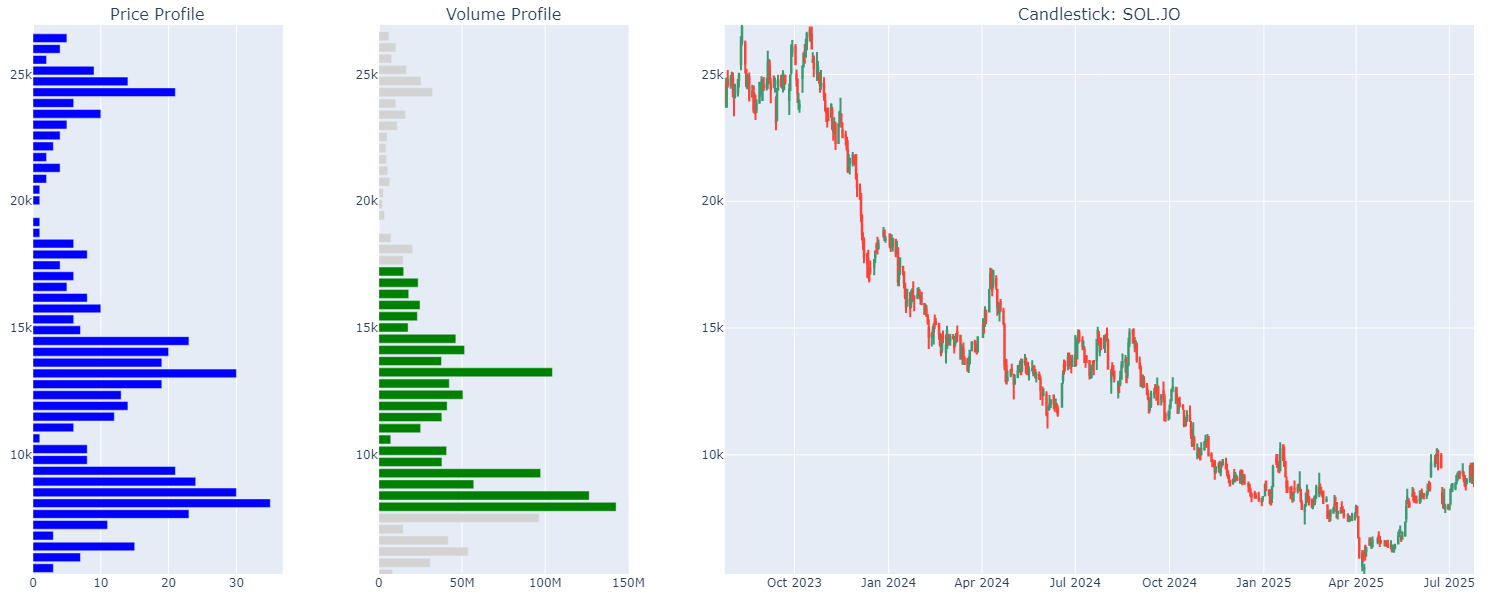 Price Profile
Volume Profile
Candlestick: SOL.JO
25k
20k
15k
10k
0
10
20
30
25k
20k
15k
10k
0
50M
100M
150M
25k
20k
15k
10k
Oct 2023
Jan 2024
Apr 2024
Jul 2024
Oct 2024
Jan 2025
Apr 2025
Jul 2025